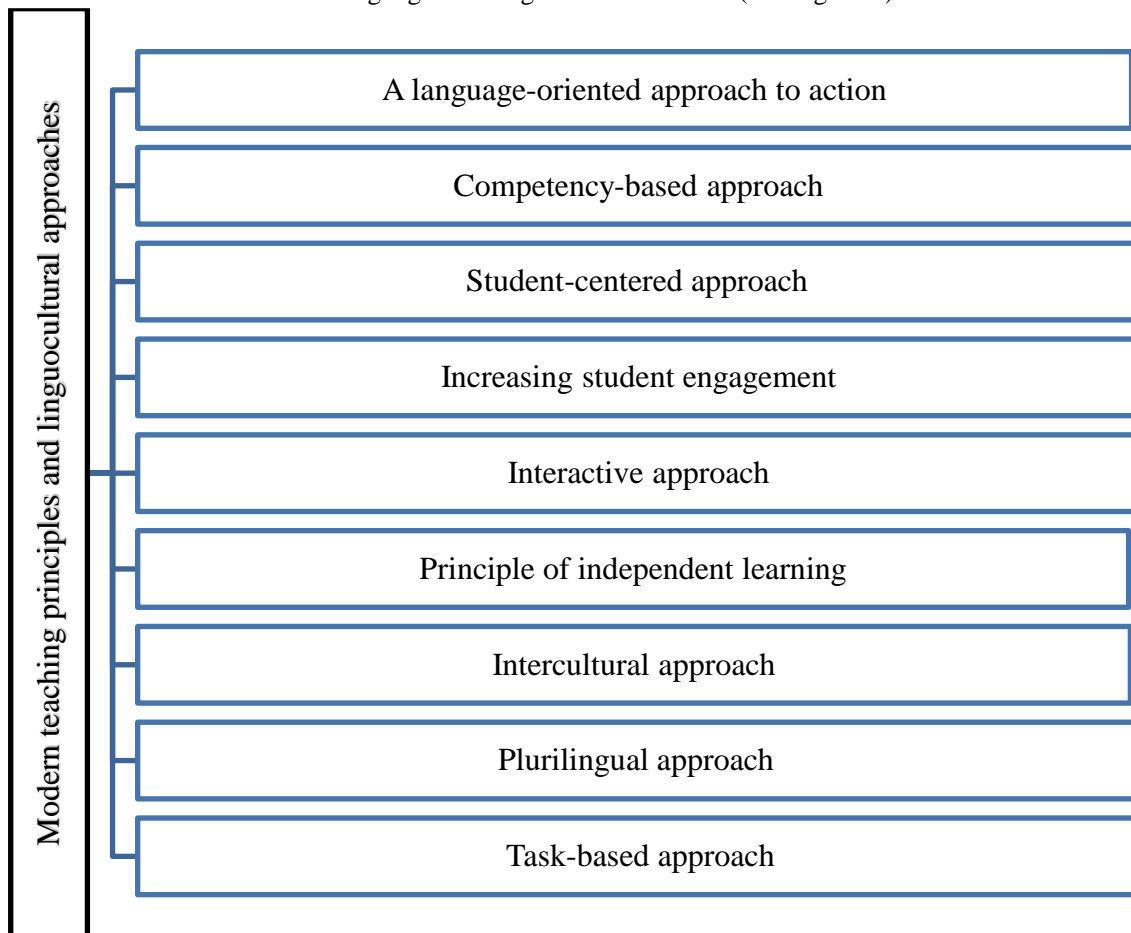 Modern teaching principles and linguocultural approaches
A language-oriented approach to action
Competency-based approach
Student-centered approach
Increasing student engagement
Interactive approach
Principle of independent learning
Intercultural approach
Plurilingual approach
Task-based approach